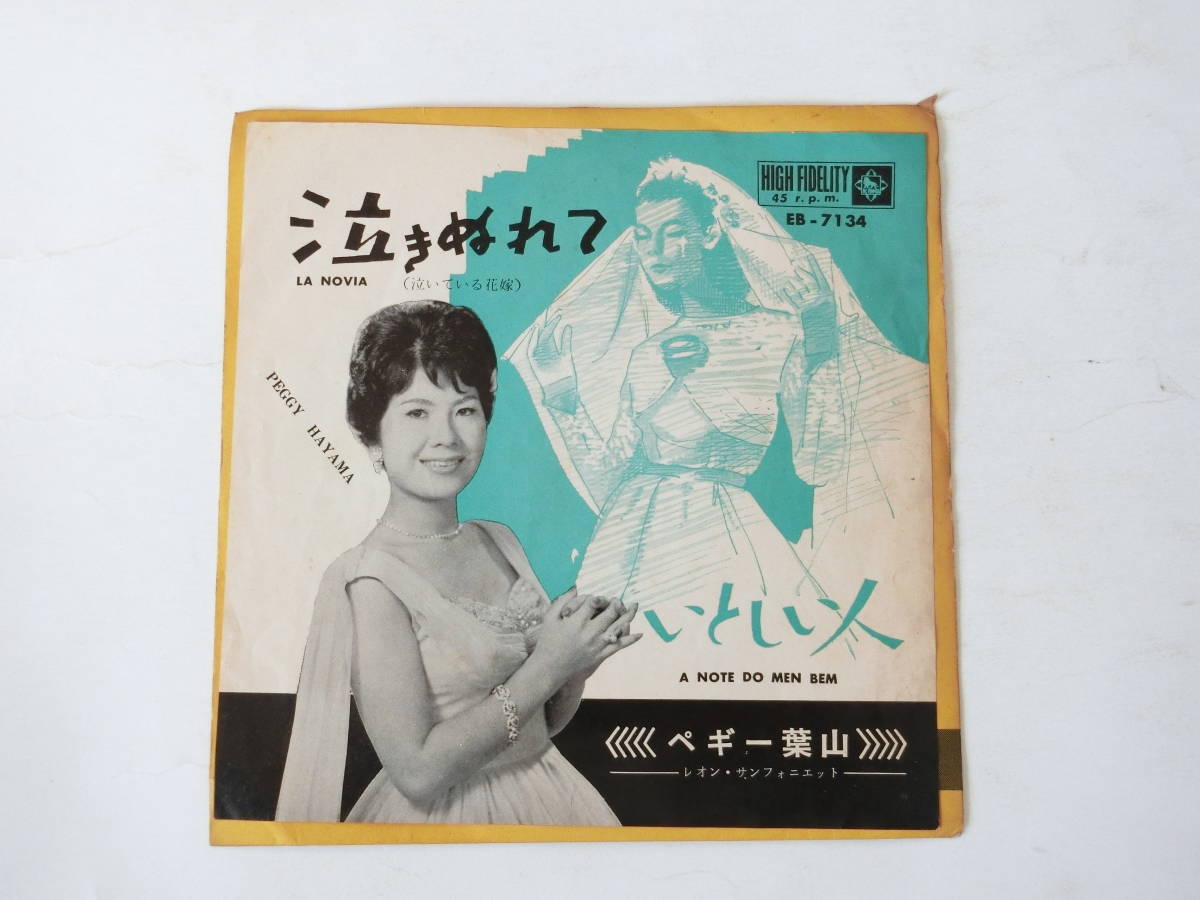 HIGH FIDELITY
45 r.p.m.
EB-7134
泣きぬれて
LA NOVIA
（泣いている花嫁）
PEGGY HAYAMA
いとしい人
A NOTE DO MEN BEM
ペギー葉山
レオン・サンフォニエット